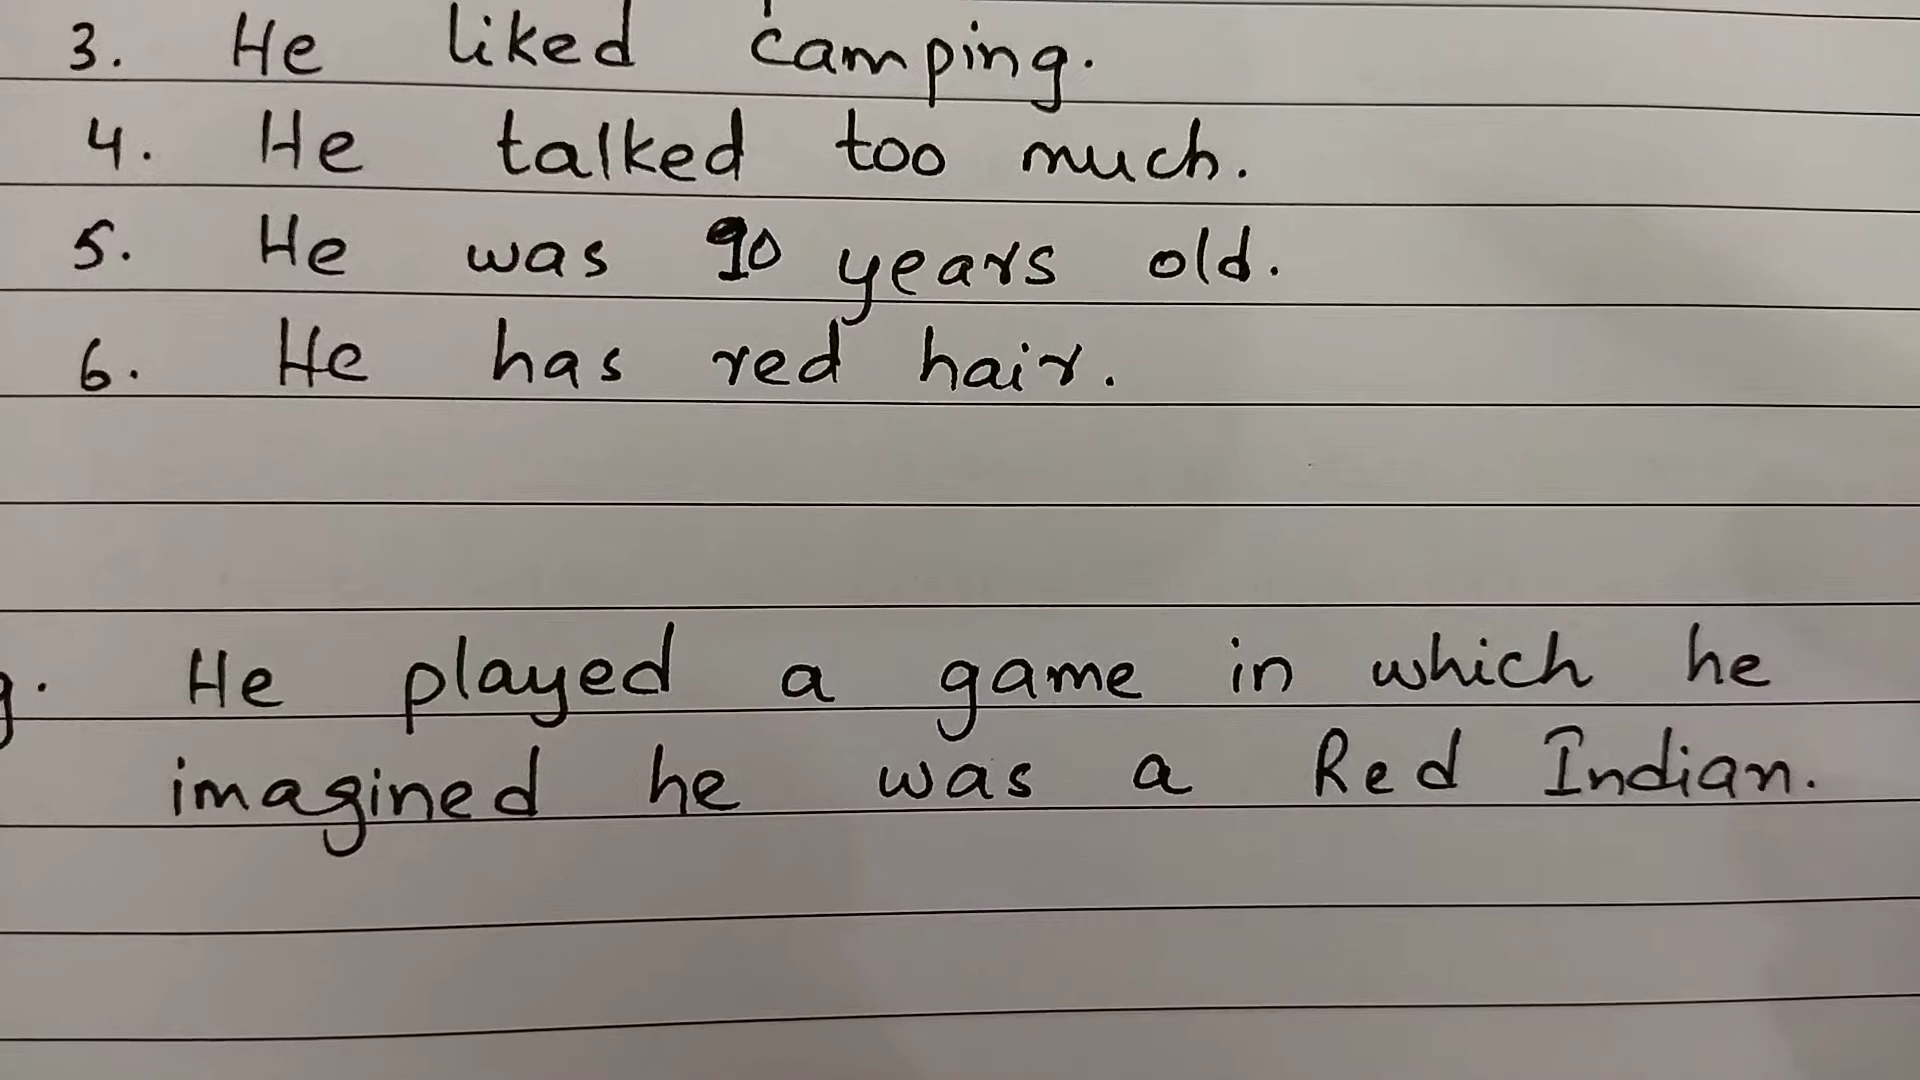 3. He liked camping.
4. He talked too much.
5. He was 90 years old.
6. He has red hair.
g. He played a game in which he
imagined he was a Red Indian.